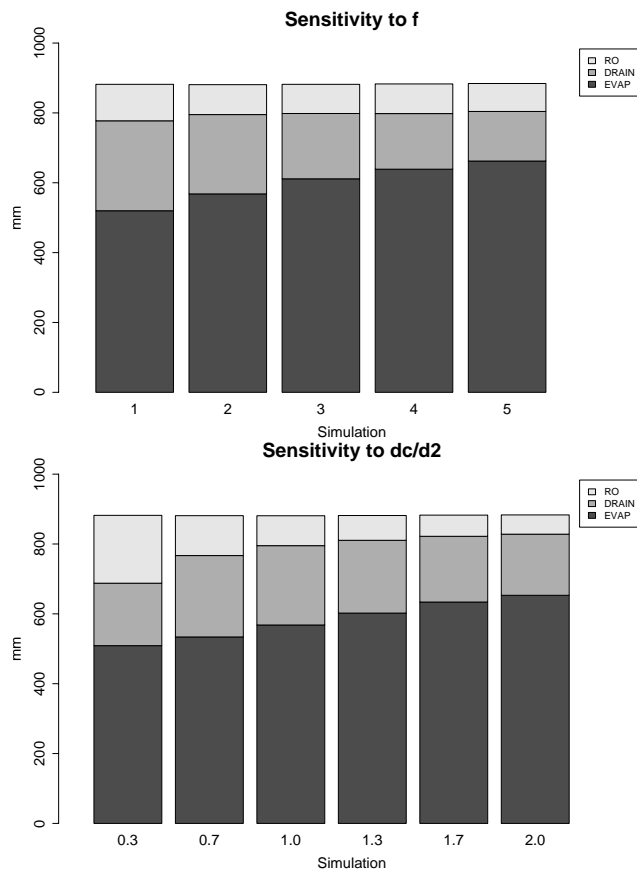 Sensitivity to f
1000
800
600
400
200
0
mm
RO
DRAIN
EVAP
1 2 3 4 5
Simulation
Sensitivity to dc/d2
1000
800
600
400
200
0
mm
RO
DRAIN
EVAP
0.3 0.7 1.0 1.3 1.7 2.0
Simulation